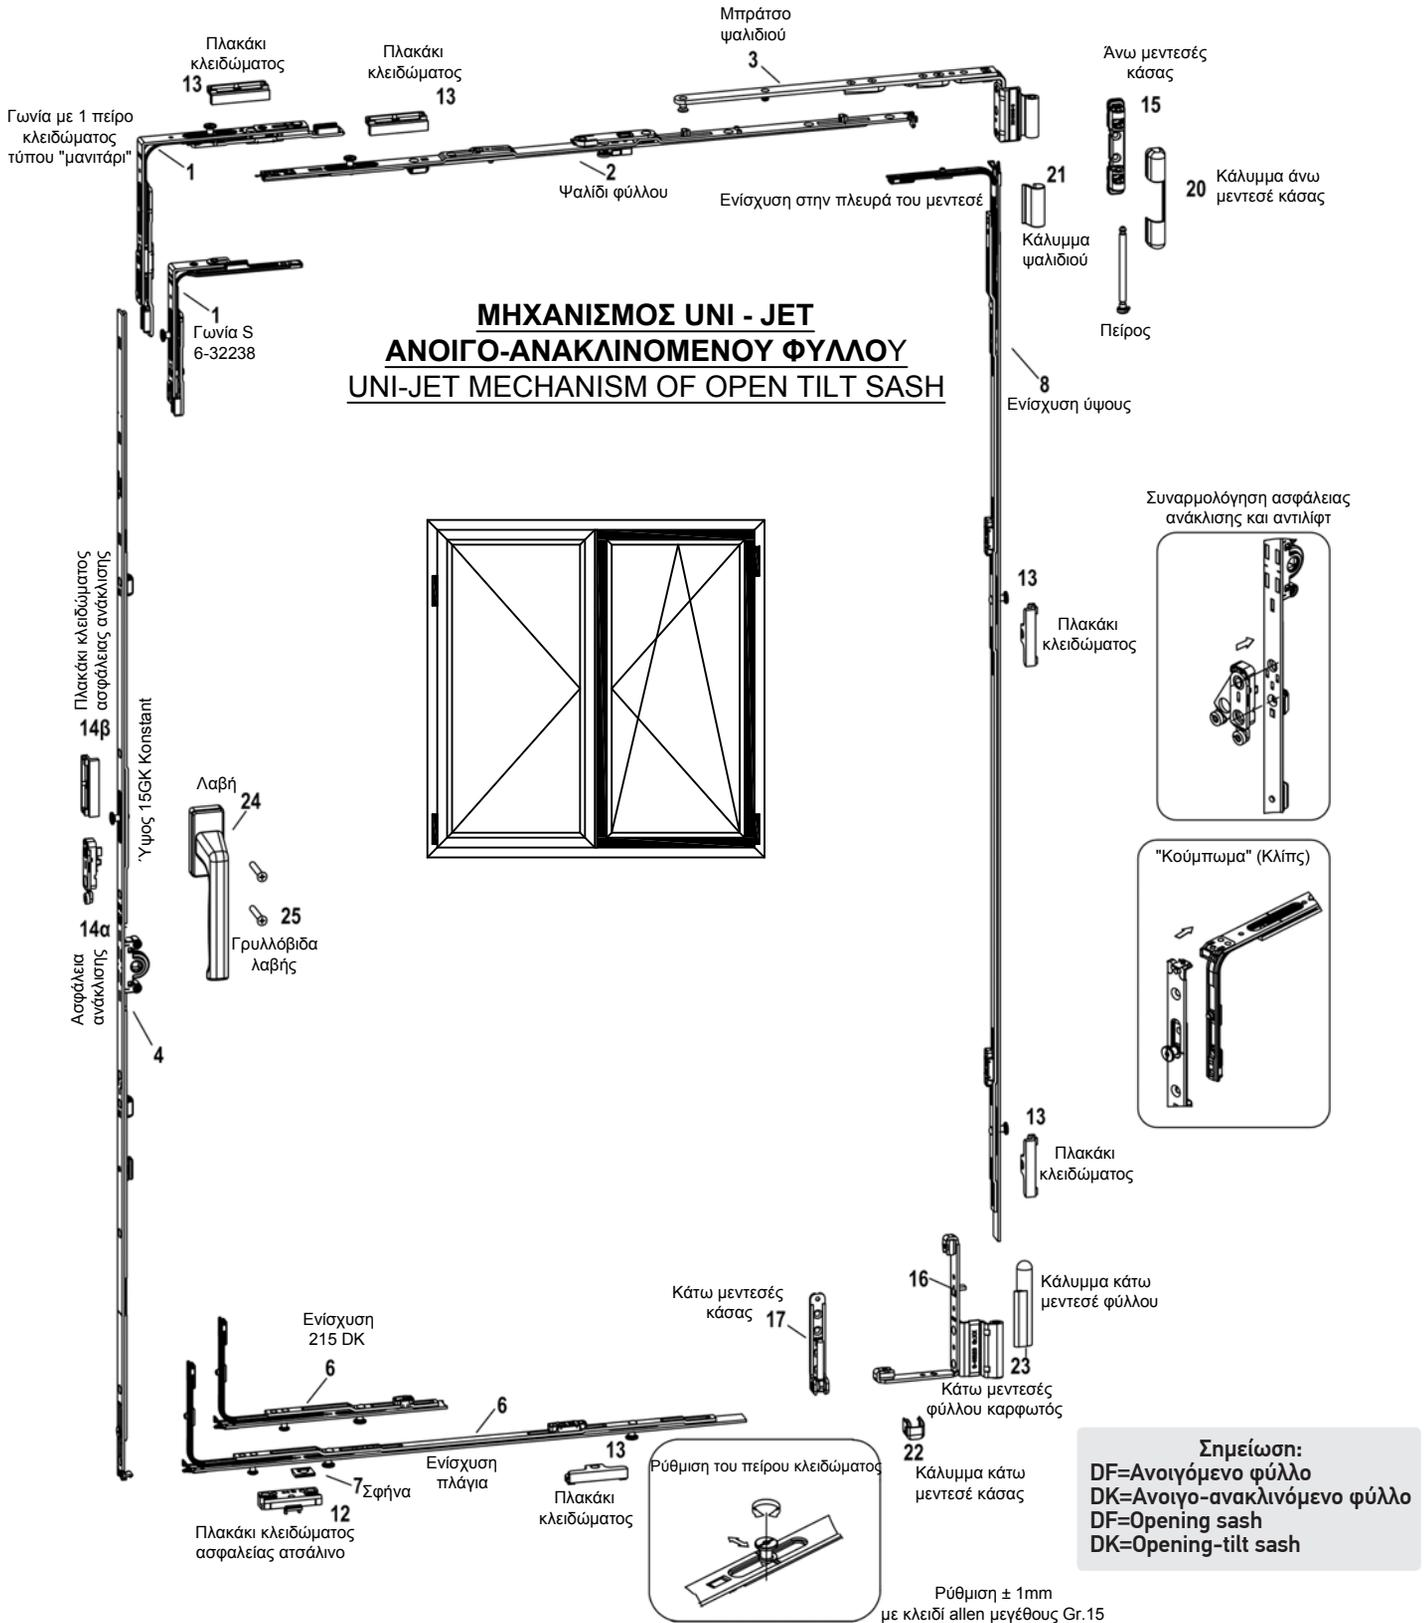 Μπράτσο
ψαλιδιού
3
Πλακάκι
κλειδώματος
13
Πλακάκι
κλειδώματος
13
Άνω μεντεσές
κάσας
15
Γωνία με 1 πείρο
κλειδώματος
τύπου "μανιτάρι"
1
2
Ψαλίδι φύλλου
Ενίσχυση στην πλευρά του μεντεσέ
21
Κάλυμμα
ψαλιδιού
20
Κάλυμμα άνω
μεντεσέ κάσας
Πείρος
1
Γωνία S
6-32238
ΜΗΧΑΝΙΣΜΟΣ UNI - JET
ΑΝΟΙΓΟ-ΑΝΑΚΛΙΝΟΜΕΝΟΥ ΦΥΛΛΟΥ
UNI-JET MECHANISM OF OPEN TILT SASH
8
Ενίσχυση ύψους
Συναρμολόγηση ασφάλειας
ανάκλισης και αντιλίφτ
13
Πλακάκι
κλειδώματος
Πλακάκι κλειδώματος
ασφάλειας ανάκλισης
14β
Ύψος 15GK Konstant
Λαβή
24
25
Γρυλλόβιδα
λαβής
14α
Ασφάλεια
ανάκλισης
4
"Κούμπωμα" (Κλίπς)
13
Πλακάκι
κλειδώματος
16
Κάλυμμα κάτω
μεντεσέ φύλλου
23
Κάτω μεντεσές
κάσας
17
Κάτω μεντεσές
φύλλου καρφωτός
Ενίσχυση
215 DK
6
6
Ενίσχυση
πλάγια
7
Σφήνα
12
Πλακάκι κλειδώματος
ασφαλείας ατσάλινο
13
Πλακάκι
κλειδώματος
22
Κάλυμμα κάτω
μεντεσέ κάσας
Ρύθμιση του πείρου κλειδώματος
Ρύθμιση ± 1mm
με κλειδί allen μεγέθους Gr.15
Σημείωση:
DF=Ανοιγόμενο φύλλο
DK=Ανοιγο-ανακλινόμενο φύλλο
DF=Opening sash
DK=Opening-tilt sash